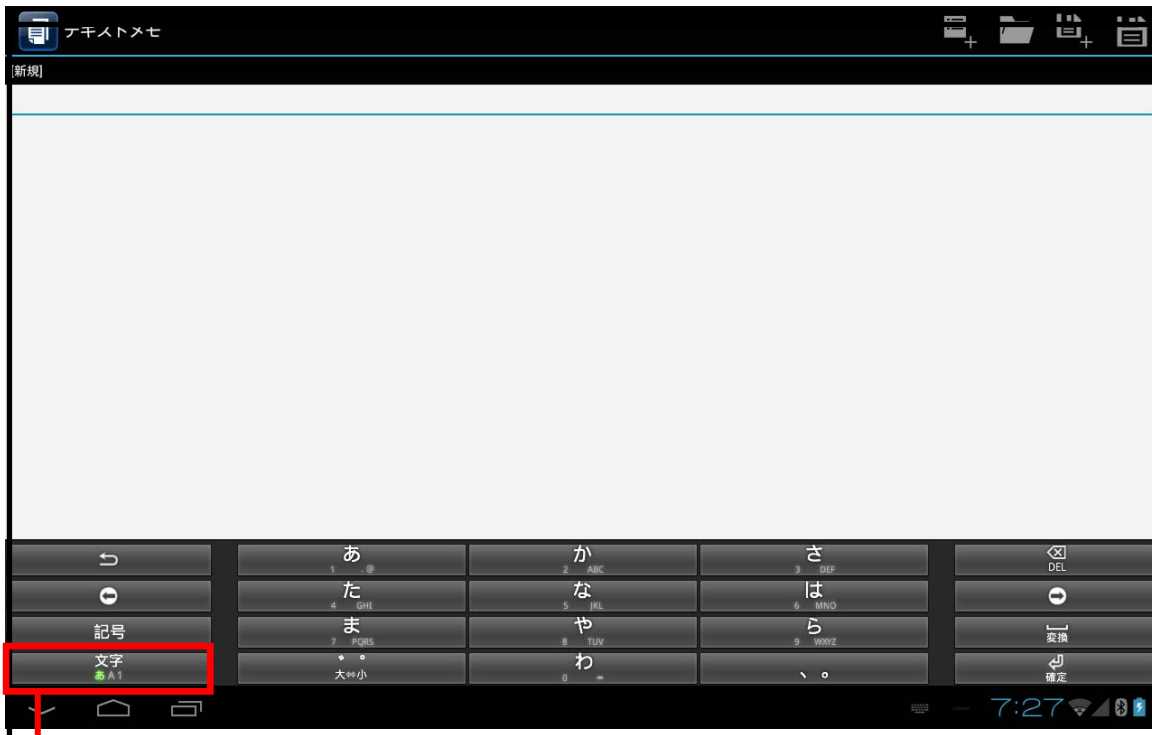 テキストメモ
[新規]
あ
1 .@
か
2 ABC
さ
3 DEF
DEL
た
4 GHI
な
5 JKL
は
6 MNO
記号
ま
7 PQRS
や
8 TUV
ら
9 WXYZ
変換
文字
あA1
゛゜
大⇔小
わ
0 -
、。
確定
7:27